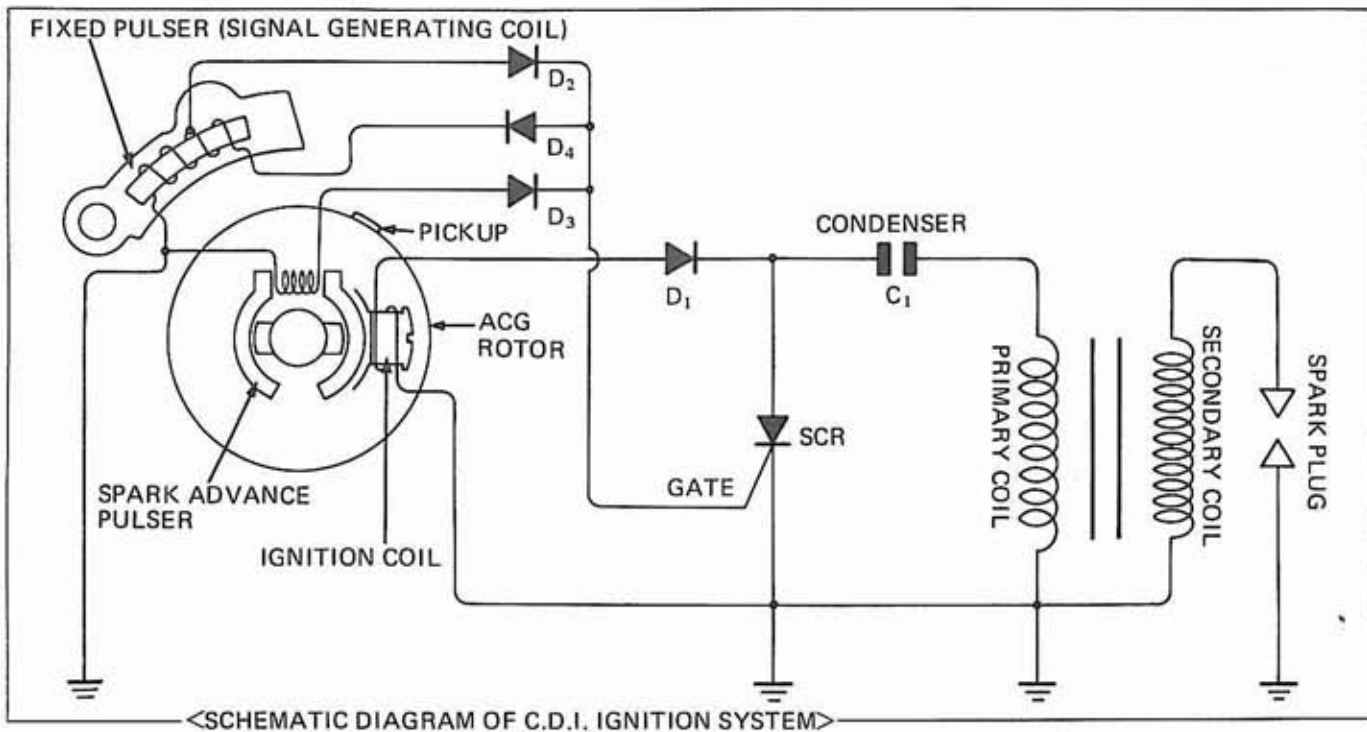 FIXED PULSER (SIGNAL GENERATING COIL)
D₂
D₄
D₃
PICKUP
CONDENSER
D₁
C₁
ACG
ROTOR
PRIMARY COIL
SECONDARY COIL
SPARK PLUG
SCR
GATE
SPARK ADVANCE
PULSER
IGNITION COIL
<SCHEMATIC DIAGRAM OF C.D.I. IGNITION SYSTEM>